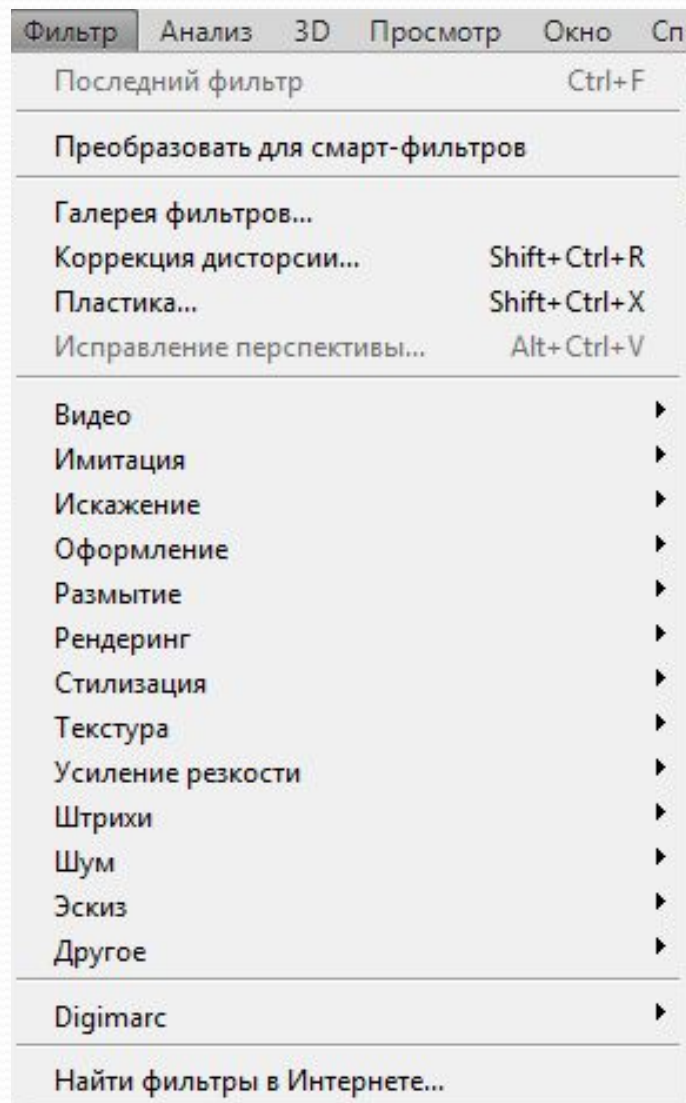 Фильтр Анализ 3D Просмотр Окно Сп
Последний фильтр Ctrl+F
Преобразовать для смарт-фильтров
Галерея фильтров...
Коррекция дисторсии... Shift+Ctrl+R
Пластика... Shift+Ctrl+X
Исправление перспективы... Alt+Ctrl+V
Видео
Имитация
Искажение
Оформление
Размытие
Рендеринг
Стилизация
Текстура
Усиление резкости
Штрихи
Шум
Эскиз
Другое
Digimarc
Найти фильтры в Интернете...